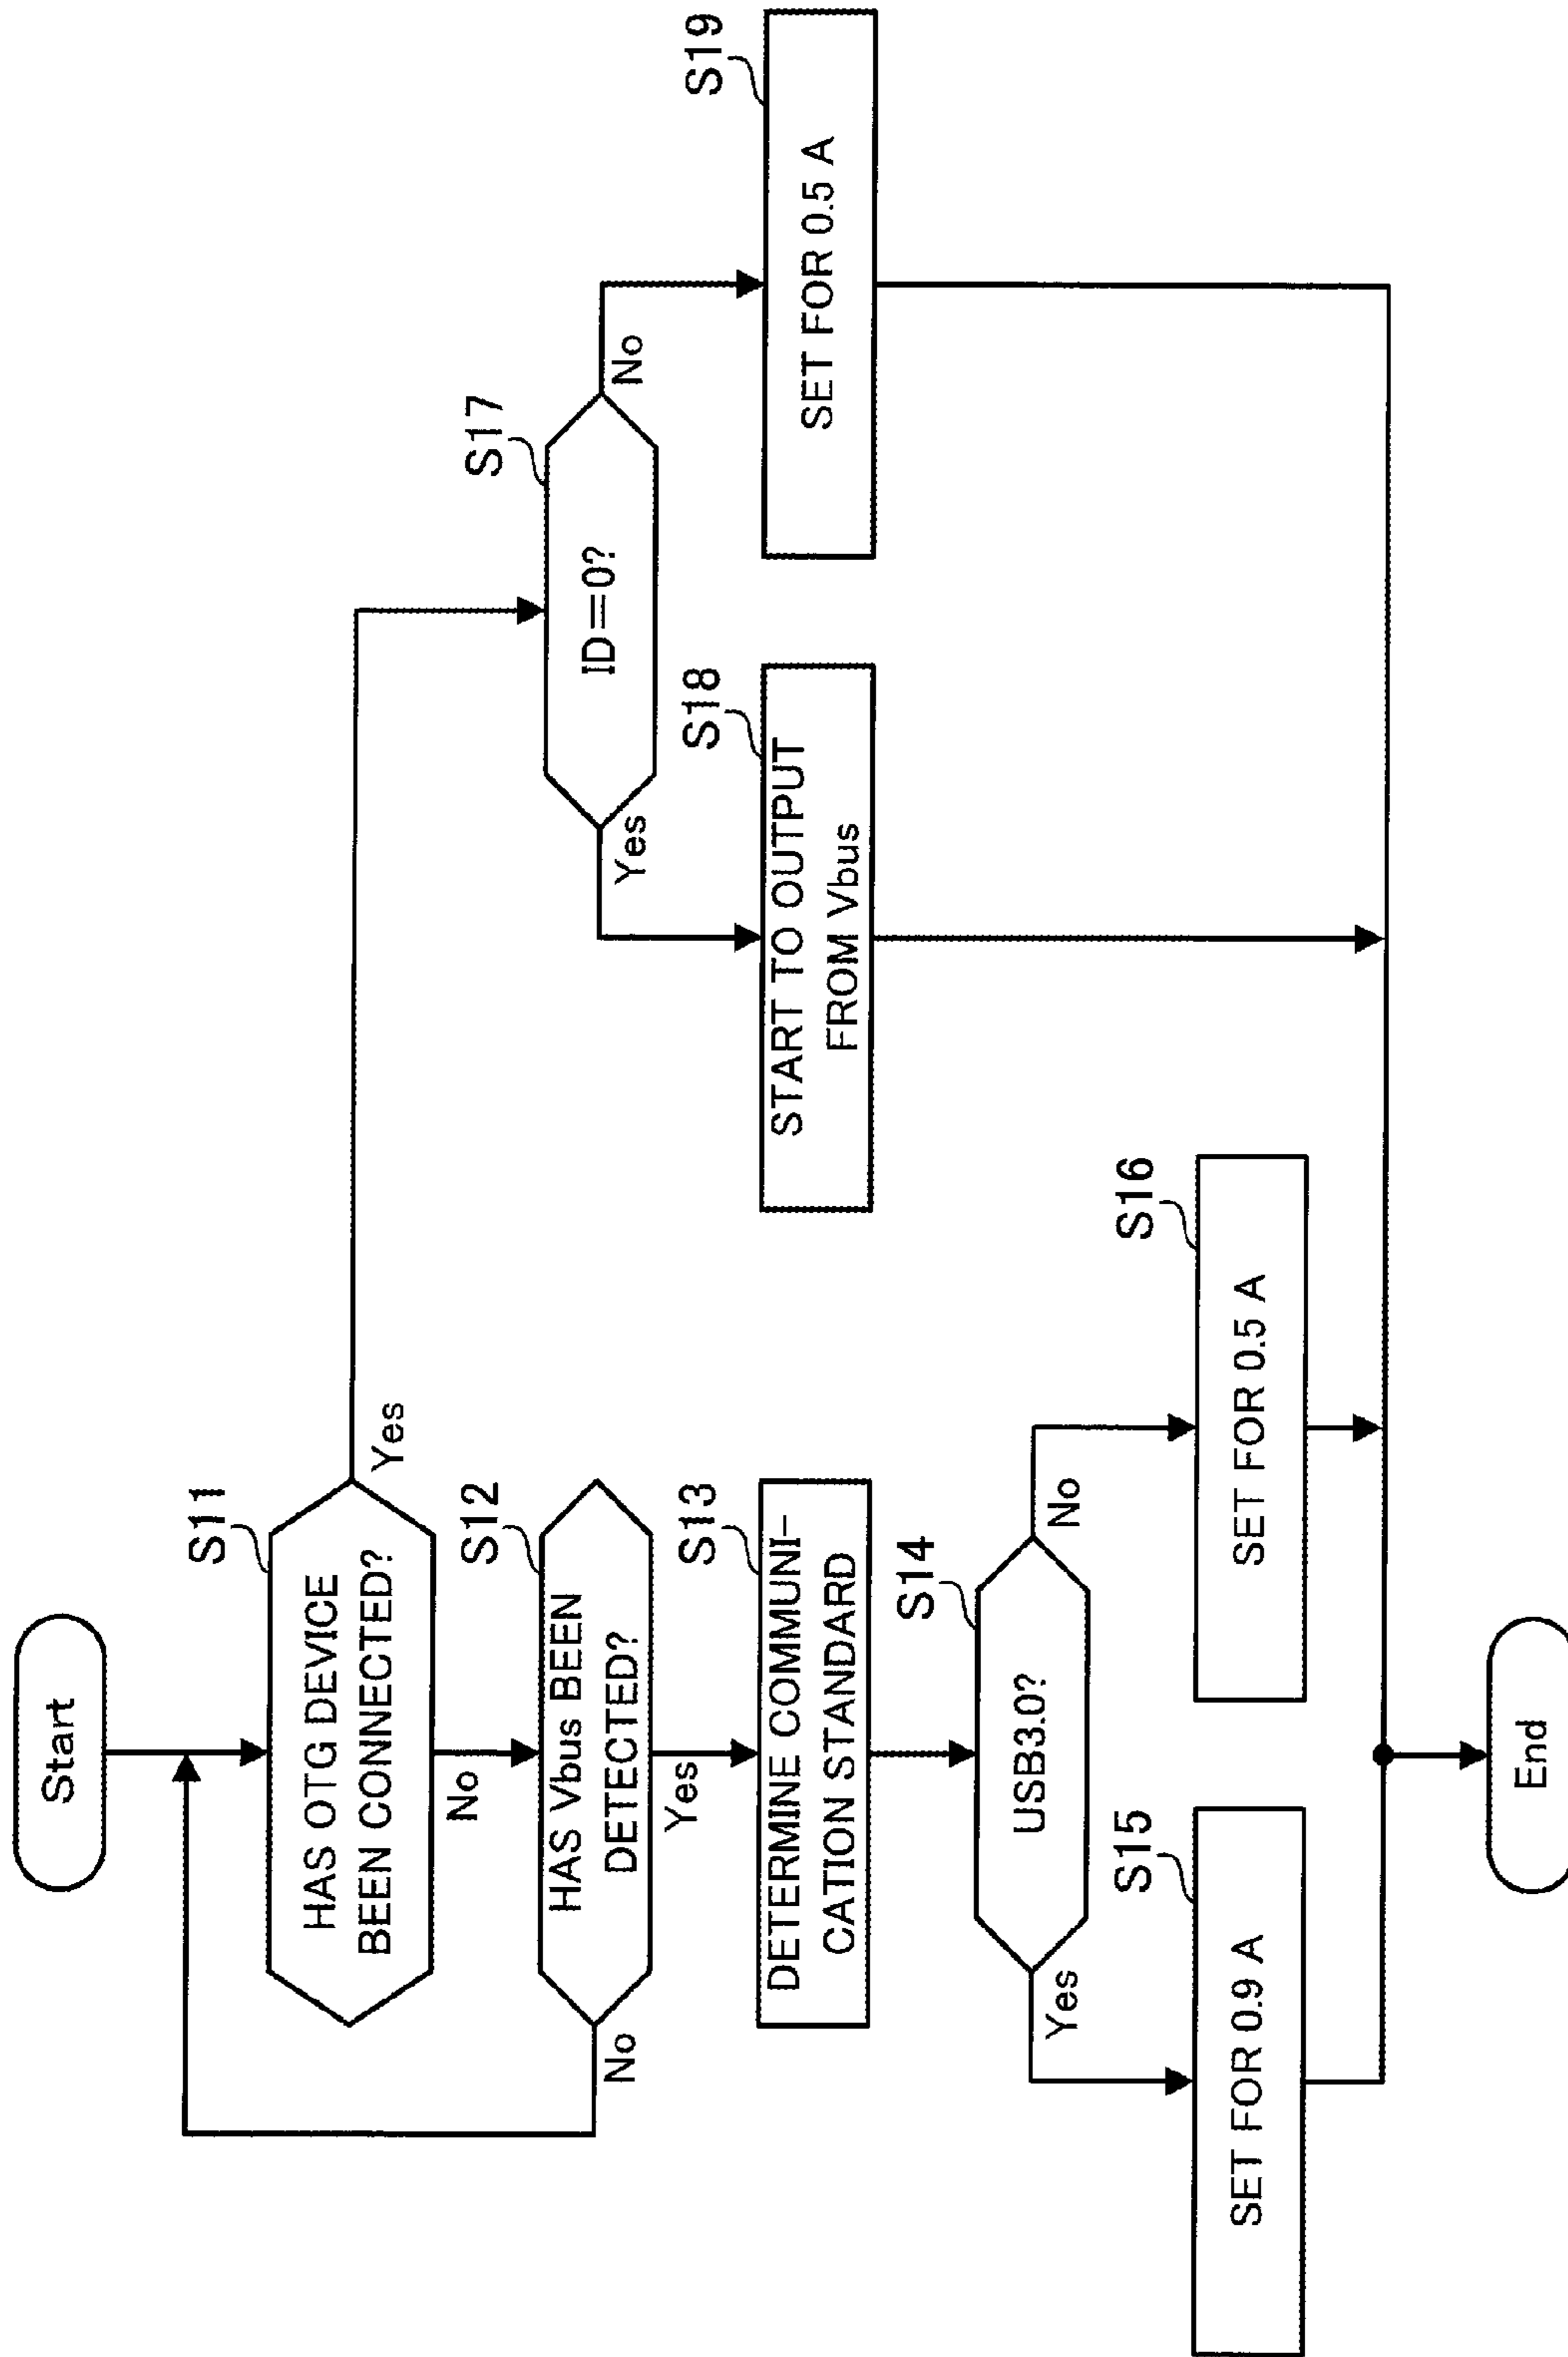 Start
S11
HAS OTG DEVICE
BEEN CONNECTED?
Yes
No
S12
HAS Vbus BEEN
DETECTED?
No
Yes
S13
DETERMINE COMMUNI-
CATION STANDARD
S14
USB3.0?
Yes
No
S15
SET FOR 0.9 A
S16
SET FOR 0.5 A
S17
ID=0?
Yes
No
S18
START TO OUTPUT
FROM Vbus
S19
SET FOR 0.5 A
End